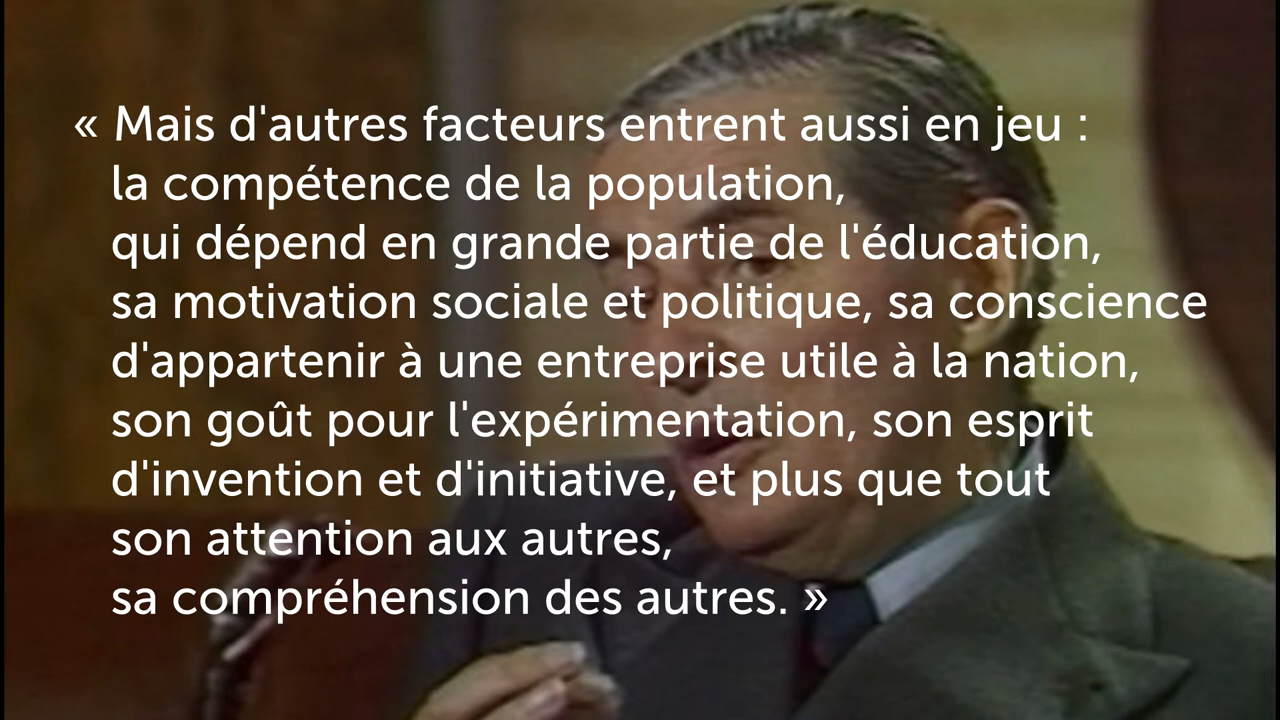 « Mais d'autres facteurs entrent aussi en jeu :
la compétence de la population,
qui dépend en grande partie de l'éducation,
sa motivation sociale et politique, sa conscience
d'appartenir à une entreprise utile à la nation,
son goût pour l'expérimentation, son esprit
d'invention et d'initiative, et plus que tout
son attention aux autres,
sa compréhension des autres. »